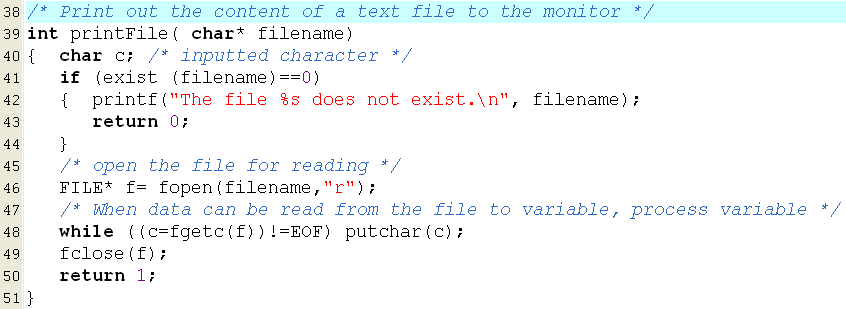 38 /* Print out the content of a text file to the monitor */
39 int printFile( char* filename)
40 { char c; /* inputted character */
41 if (exist (filename)==0)
42 { printf("The file %s does not exist.\n", filename);
43 return 0;
44 }
45 /* open the file for reading */
46 FILE* f= fopen(filename,"r");
47 /* When data can be read from the file to variable, process variable */
48 while ((c=fgetc(f))!=EOF) putchar(c);
49 fclose(f);
50 return 1;
51 }